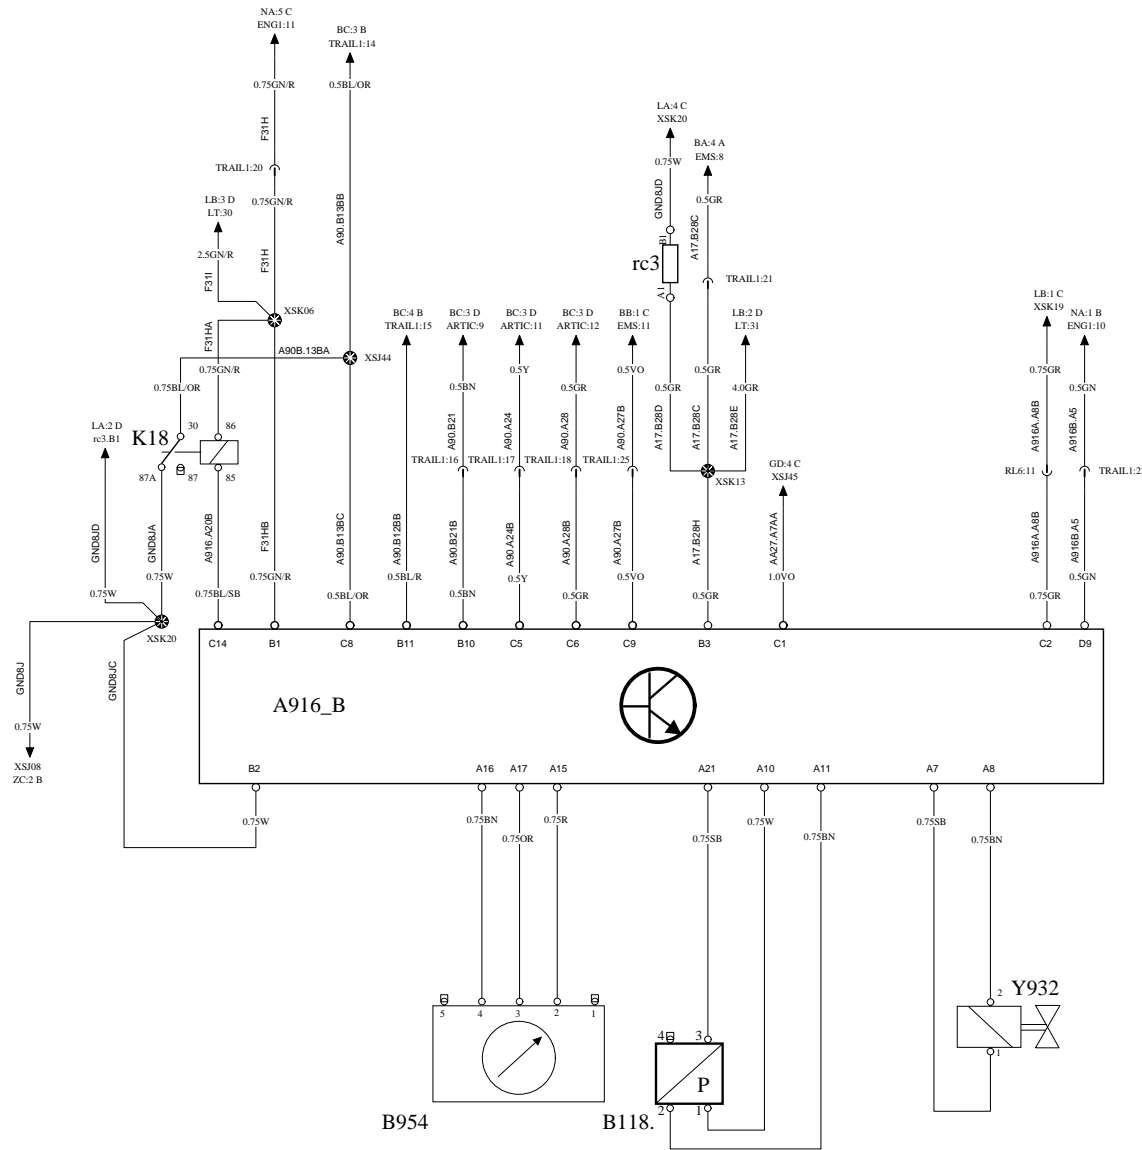 NA:5 C
ENG1:11
BC:3 B
TRAIL1:14
0.75GN/R
0.5BL/OR
LA:4 C
XSK20
F31H
BA:4 A
EMS:8
TRAIL1:20
0.75W
0.75GN/R
0.5GR
LB:3 D
LT:30
A90.B13BB
GND8JD
A17.B28C
2.5GN/R
F31I
F31H
B1
rc3
TRAIL1:21
A1
LB:1 C
XSK19
XSK06
BC:4 B
TRAIL1:15
BC:3 D
ARTIC:9
BC:3 D
ARTIC:11
BC:3 D
ARTIC:12
BB:1 C
EMS:11
LB:2 D
LT:31
NA:1 B
ENG1:10
F31HA
A90B.13BA
XSJ44
0.75GN/R
0.75BL/OR
0.5BN
0.5Y
0.5GR
0.5VO
0.5GR
0.5GR
4.0GR
0.75GR
0.5GN
LA:2 D
rc3.B1
K18
30
86
A90.B21
A90.A24
A90.A28
A90.A27B
A17.B28D
A17.B28C
A17.B28E
A916A.A8B
A916B.A5
87A
87
85
TRAIL1:16
TRAIL1:17
TRAIL1:18
TRAIL1:25
XSK13
GD:4 C
XSJ45
RL6:11
TRAIL1:2
GND8JD
GND8JA
A916.A20B
F31HB
A90.B13BC
A90.B12BB
A90.B21B
A90.A24B
A90.A28B
A90.A27B
A17.B28H
AA27.A7AA
A916A.A8B
A916B.A5
0.75W
0.75W
0.75BL/SB
0.75GN/R
0.5BL/OR
0.5BL/R
0.5BN
0.5Y
0.5GR
0.5VO
0.5GR
1.0VO
0.75GR
0.5GN
XSK20
C14
B1
C8
B11
B10
C5
C6
C9
B3
C1
C2
D9
GND8J
GND8JC
A916_B
0.75W
XSJ08
ZC:2 B
B2
A16
A17
A15
A21
A10
A11
A7
A8
0.75W
0.75BN
0.75OR
0.75R
0.75SB
0.75W
0.75BN
0.75SB
0.75BN
5
4
3
2
1
2
Y932
1
4
3
P
2
1
B954
B118.